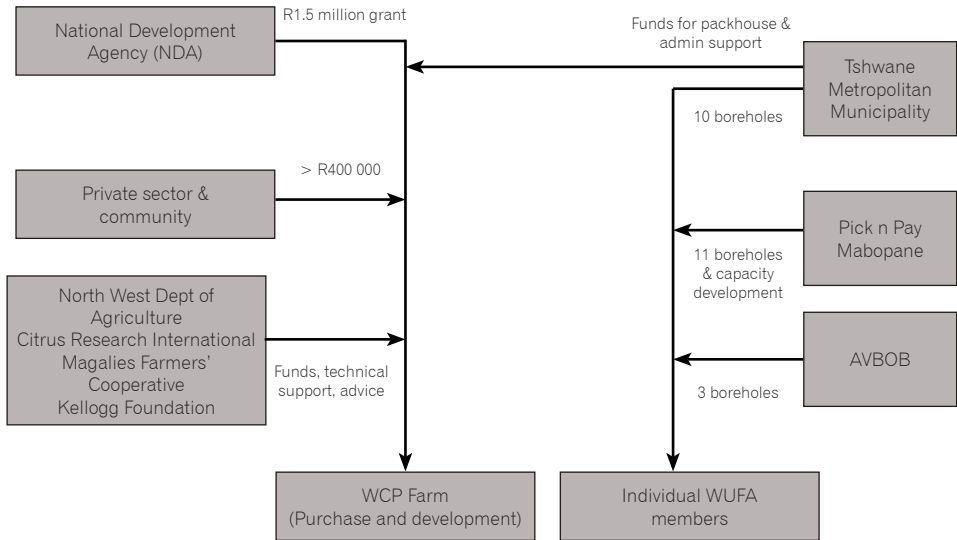 National Development
Agency (NDA)
R1.5 million grant
Funds for packhouse &
admin support
Tshwane
Metropolitan
Municipality
10 boreholes
Private sector &
community
> R400 000
Pick n Pay
Mabopane
11 boreholes
& capacity
development
North West Dept of
Agriculture
Citrus Research International
Magalies Farmers’
Cooperative
Kellogg Foundation
Funds, technical
support, advice
AVBOB
3 boreholes
WCP Farm
(Purchase and development)
Individual WUFA
members